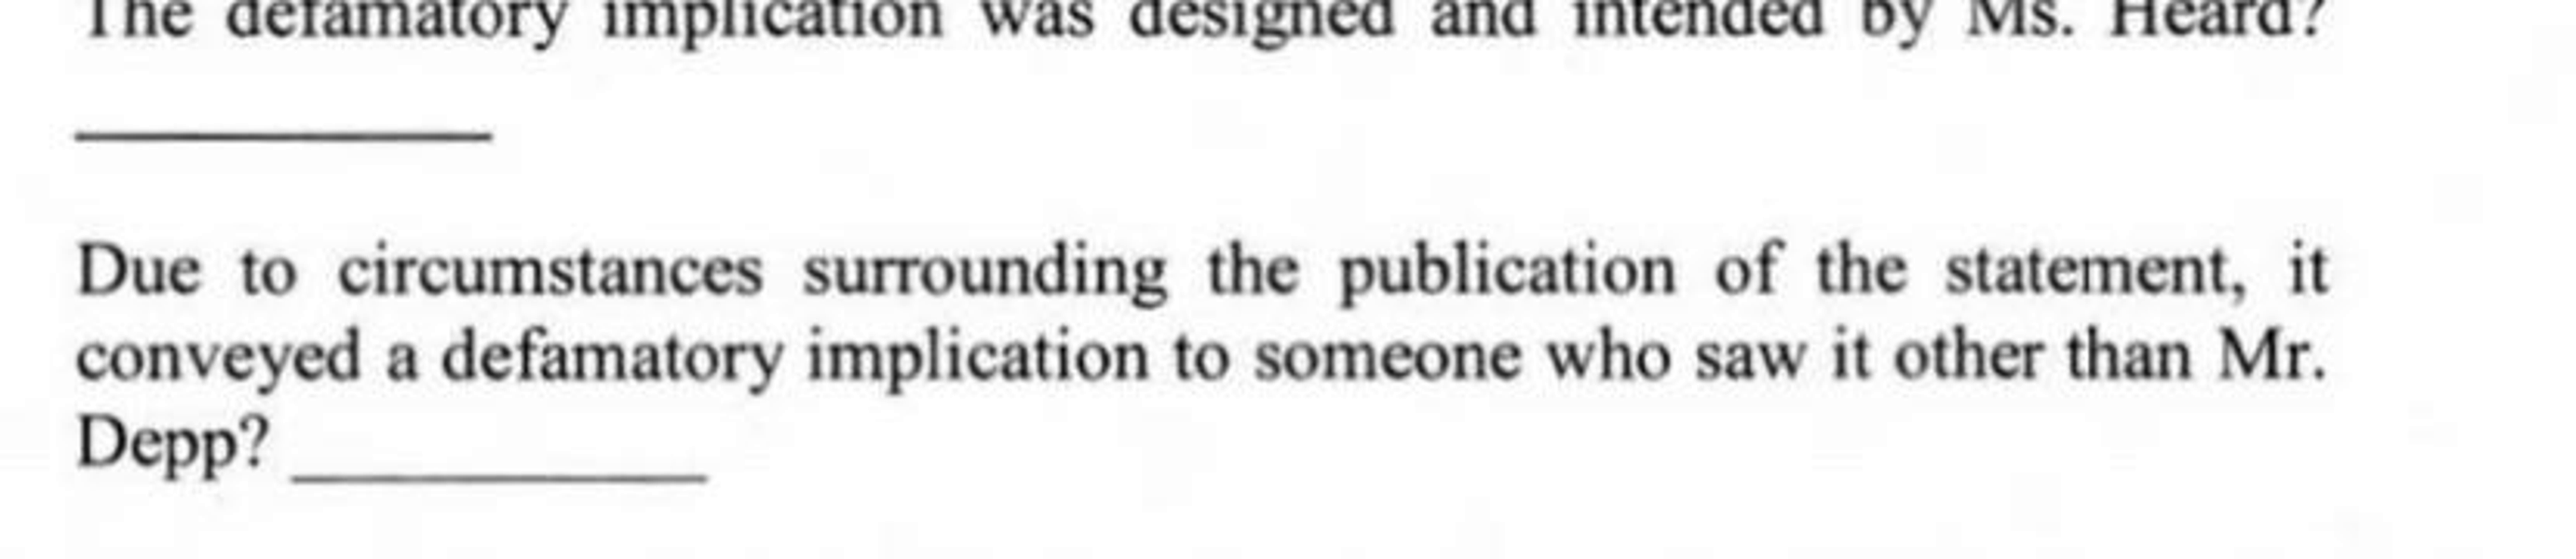 The defamatory implication was designed and intended by Ms. Heard?
Due to circumstances surrounding the publication of the statement, it
conveyed a defamatory implication to someone who saw it other than Mr.
Depp? __________